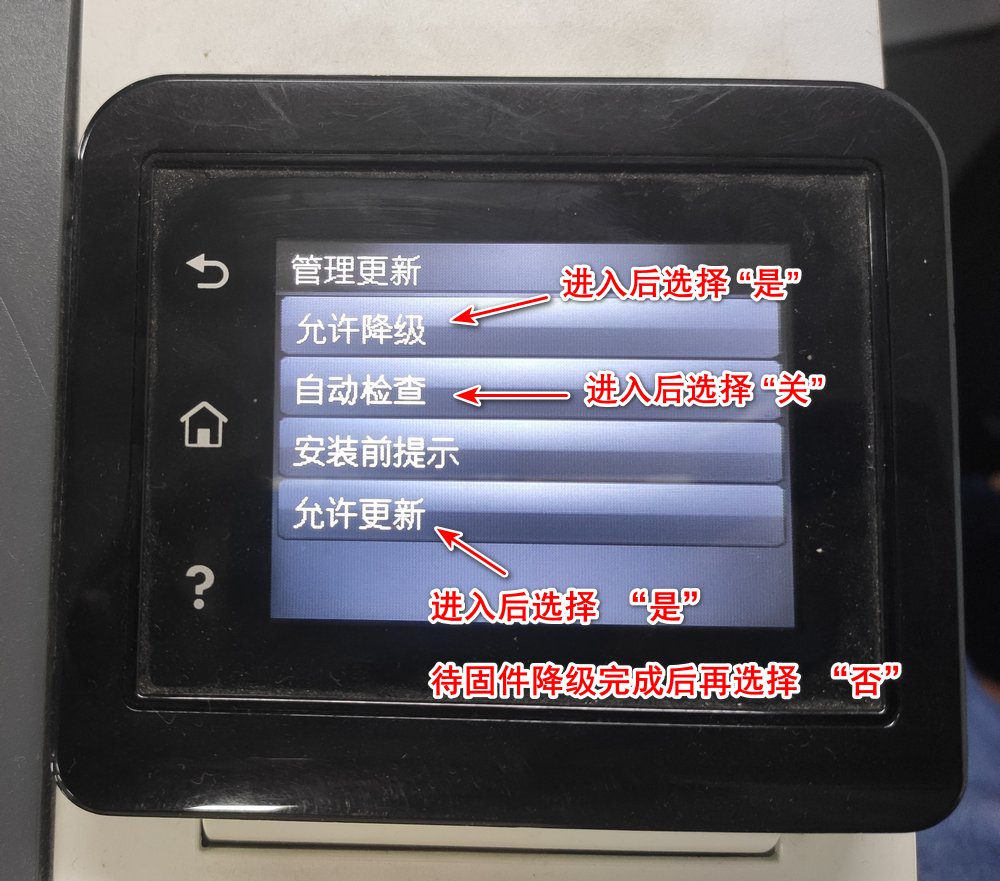 管理更新
进入后选择 “是”
允许降级
自动检查
进入后选择 “关”
安装前提示
允许更新
进入后选择 “是”
待固件降级完成后再选择 “否”
?